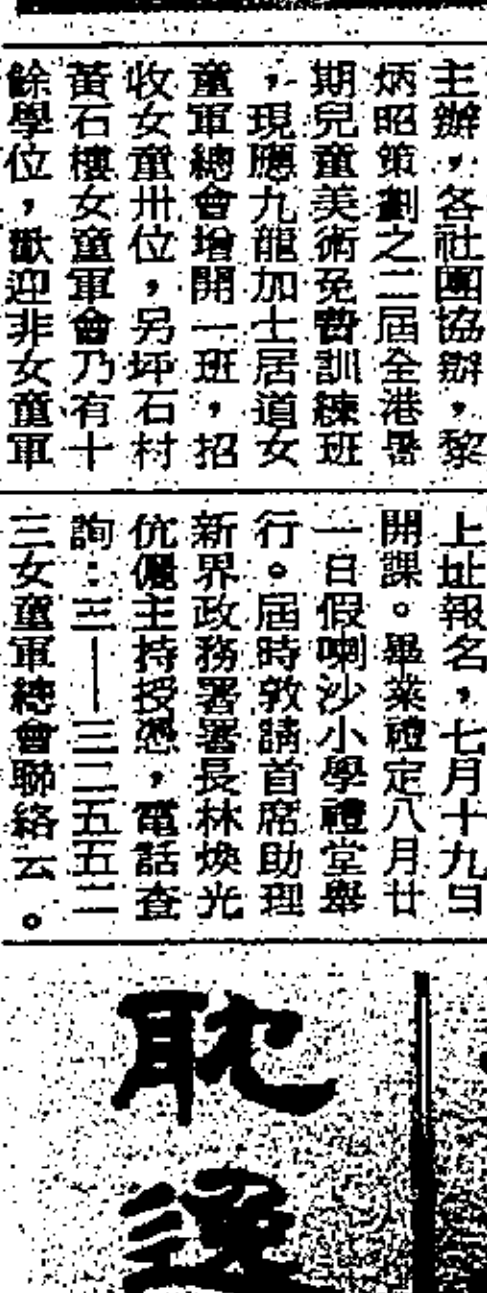 主辦，各社團協辦，黎
炳昭策劃之二屆全港暑
期兒童美術免費訓練班
，現應九龍加士居道女
童軍總會增開一班，招
收女童卅位，另坪石村
黃石樓女童軍會乃有十
餘學位，歡迎非女童軍
上址報名，七月十九日
開課。畢業禮定八月廿
一日假喇沙小學禮堂舉
行。屆時敦請首席助理
新界政務署署長林煥光
伉儷主持授憑，電話查
詢：三—三二五五二
三女童軍總會聯絡云。
耽
逸